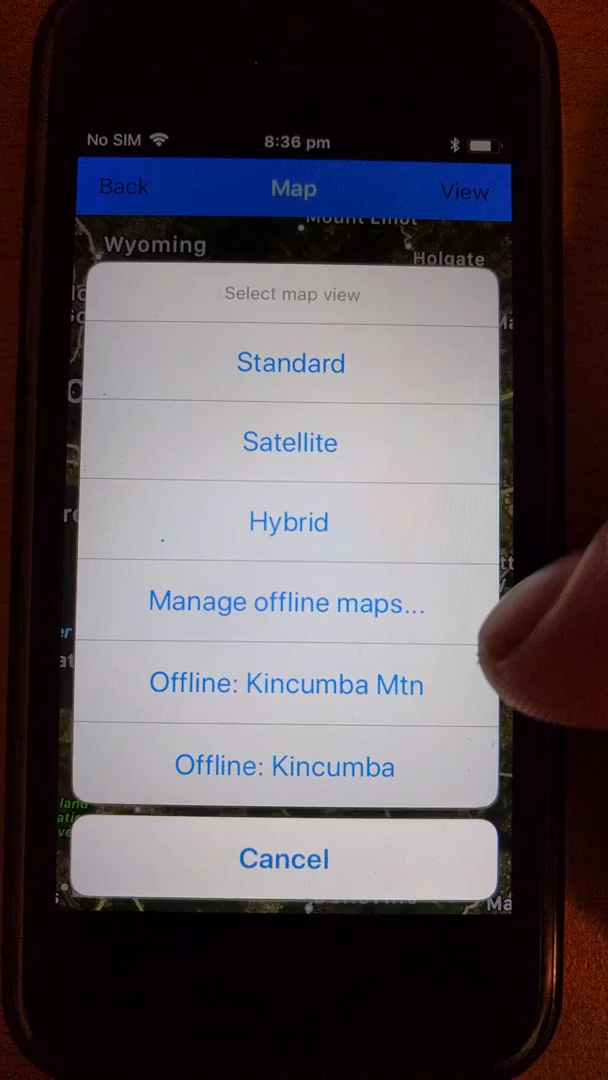 No SIM 8:36 pm
Back Map View
Wyoming
Holgate
Select map view
Standard
Satellite
Hybrid
Manage offline maps...
Offline: Kincumba Mtn
Offline: Kincumba
Cancel